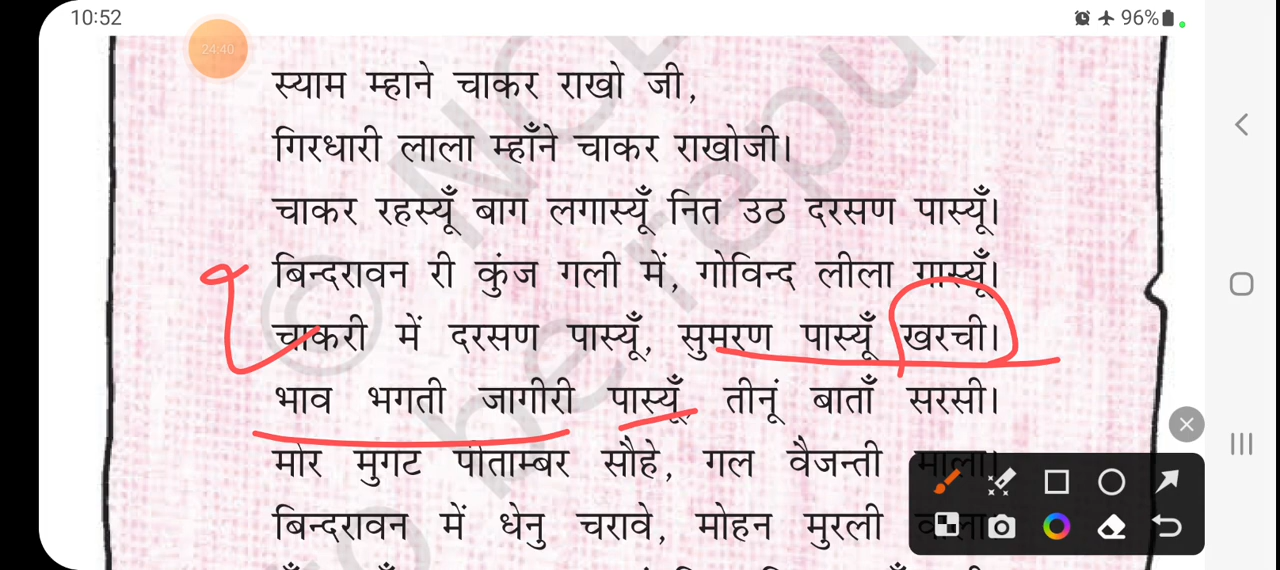 10:52
96%
24:40
स्याम म्हाने चाकर राखो जी,
गिरधारी लाला म्हाँने चाकर राखोजी।
चाकर रहस्यूँ बाग लगास्यूँ नित उठ दरसण पास्यूँ।
बिन्दरावन री कुंज गली में, गोविन्द लीला गास्यूँ।
चाकरी में दरसण पास्यूँ, सुमरण पास्यूँ खरची।
भाव भगती जागीरी पास्यूँ, तीनूं बाताँ सरसी।
मोर मुगट पीताम्बर सौहे, गल वैजन्ती माला।
बिन्दरावन में धेनु चरावे, मोहन मुरली वाला